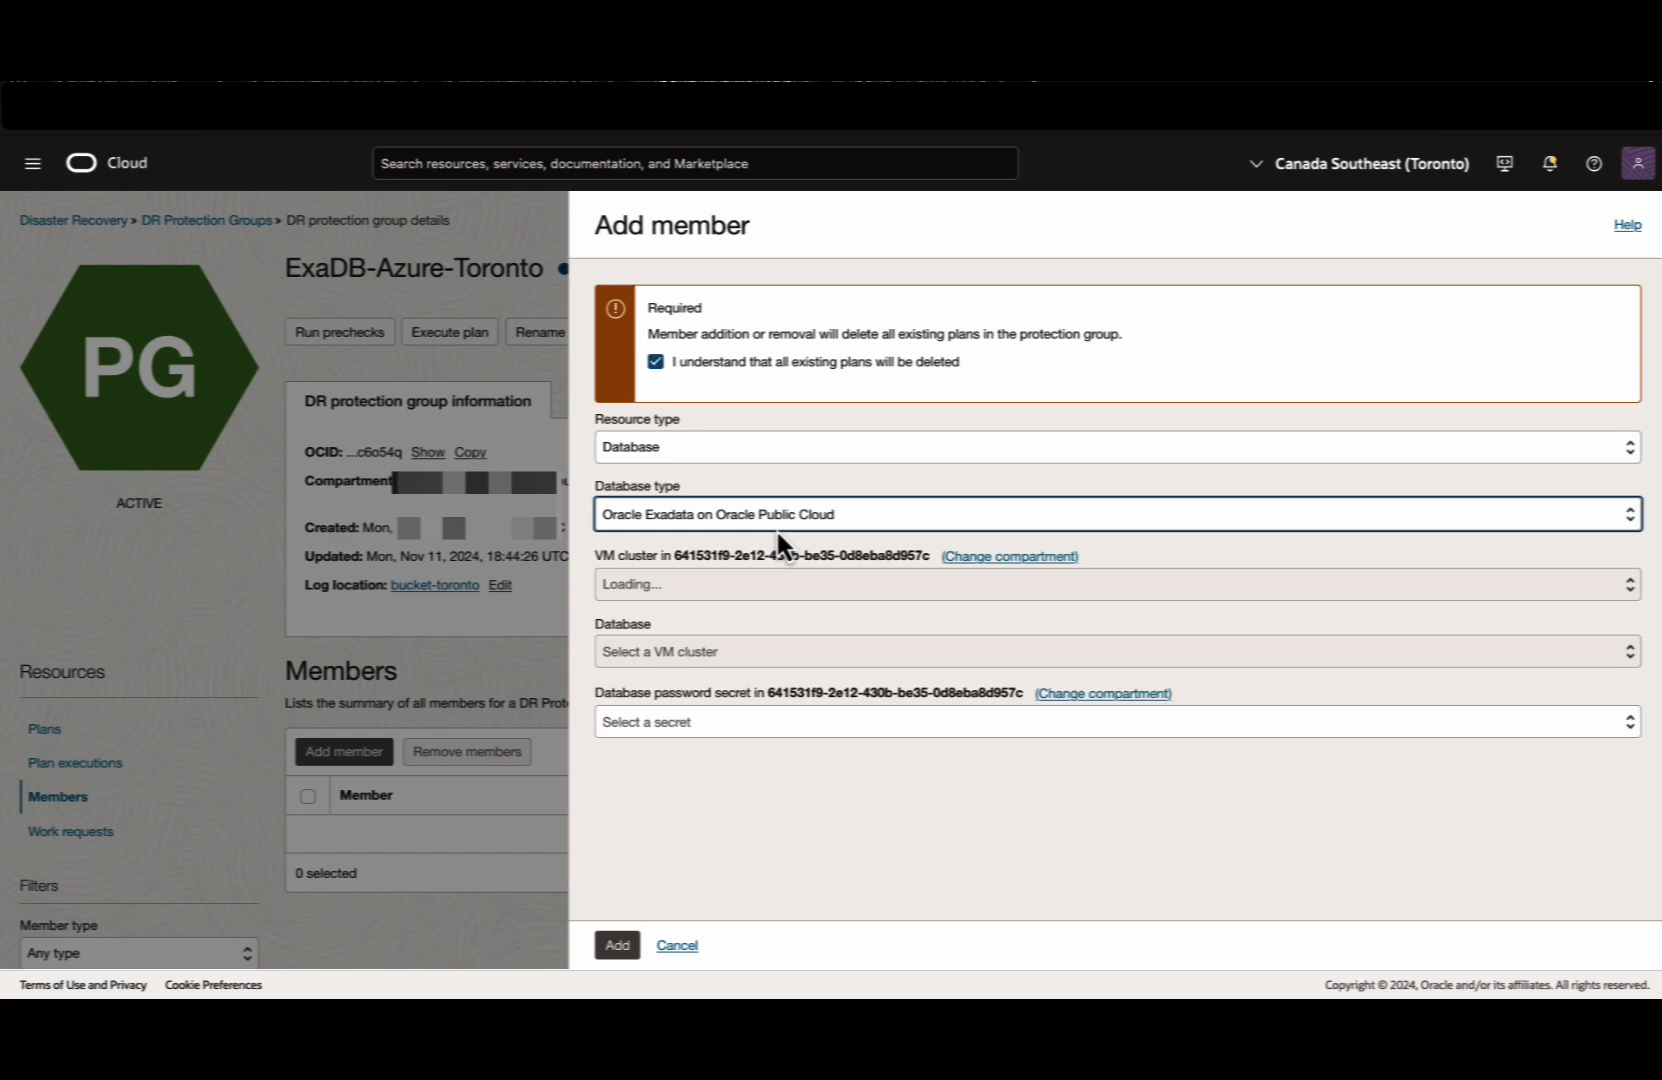 Cloud
Search resources, services, documentation, and Marketplace
Canada Southeast (Toronto)
Disaster Recovery » DR Protection Groups » DR protection group details
PG
ACTIVE
ExaDB-Azure-Toronto
Run prechecks
Execute plan
Rename
DR protection group information
OCID: ...c6o54q Show Copy
Compartment
Created: Mon,
Updated: Mon, Nov 11, 2024, 18:44:26 UTC
Log location: bucket-toronto Edit
Resources
Plans
Plan executions
Members
Work requests
Filters
Member type
Any type
Members
Lists the summary of all members for a DR Prot
Add member
Remove members
Member
0 selected
Add member
Help
Required
Member addition or removal will delete all existing plans in the protection group.
I understand that all existing plans will be deleted
Resource type
Database
Database type
Oracle Exadata on Oracle Public Cloud
VM cluster in (Change compartment)
Loading...
Database
Select a VM cluster
Database password secret in 641531f9-2e12-430b-be35-0d8eba8d957c (Change compartment)
Select a secret
Add
Cancel
Terms of Use and Privacy
Cookie Preferences
Copyright © 2024, Oracle and/or its affiliates. All rights reserved.